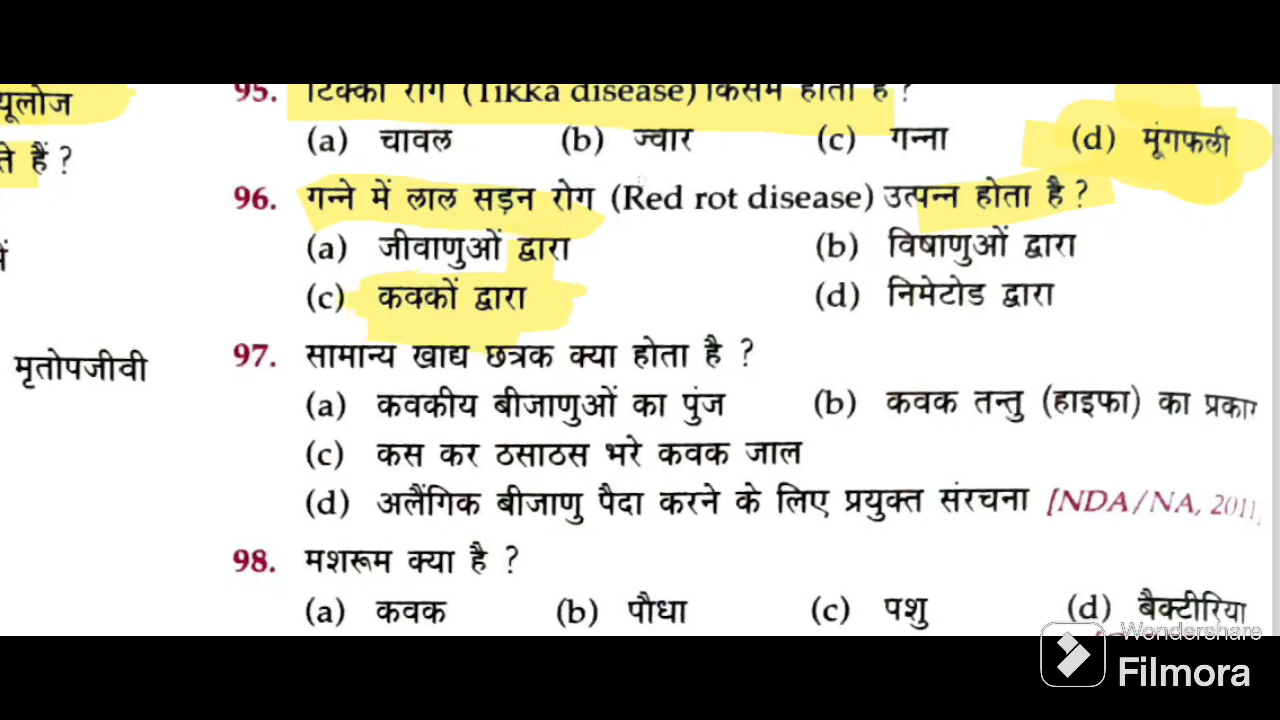 यूलोज
ते हैं ?
में
मृतोपजीवी
95. टिक्का रोग (Tikka disease) किसमें होता है ?
(a) चावल (b) ज्वार (c) गन्ना (d) मूंगफली
96. गन्ने में लाल सड़न रोग (Red rot disease) उत्पन्न होता है ?
(a) जीवाणुओं द्वारा (b) विषाणुओं द्वारा
(c) कवकों द्वारा (d) निमेटोड द्वारा
97. सामान्य खाद्य छत्रक क्या होता है ?
(a) कवकीय बीजाणुओं का पुंज (b) कवक तन्तु (हाइफा) का प्रकार
(c) कस कर ठसाठस भरे कवक जाल
(d) अलैंगिक बीजाणु पैदा करने के लिए प्रयुक्त संरचना [NDA/NA, 2011]
98. मशरूम क्या है ?
(a) कवक (b) पौधा (c) पशु (d) बैक्टीरिया
Wondershare
Filmora